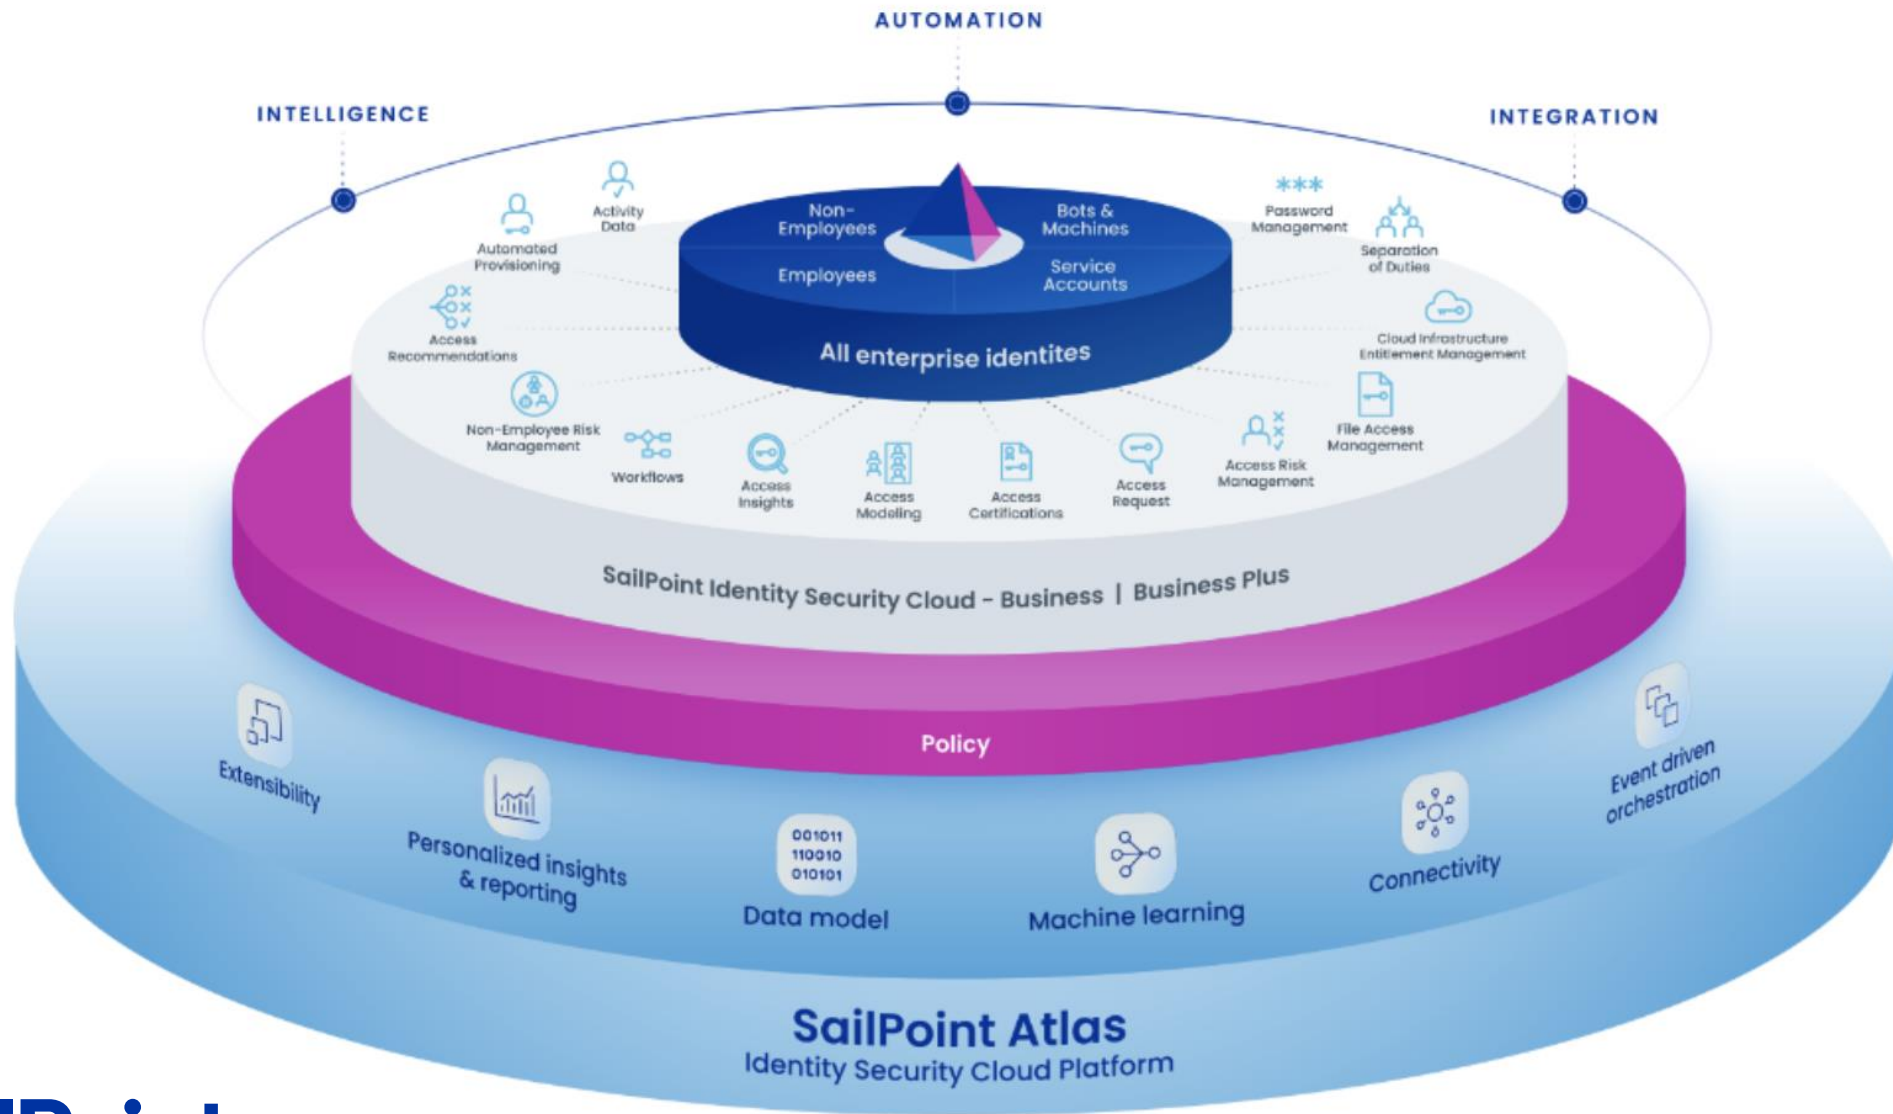 AUTOMATION
INTELLIGENCE
INTEGRATION
Activity
Data
Automated
Provisioning
Access
Recommendations
Non-Employee Risk
Management
Workflows
Access
Insights
Access
Modeling
Access
Certifications
Access
Request
Access Risk
Management
File Access
Management
Cloud Infrastructure
Entitlement Management
Separation
of Duties
***
Password
Management
Non-
Employees
Bots &
Machines
Employees
Service
Accounts
All enterprise identites
SailPoint Identity Security Cloud - Business | Business Plus
Policy
Extensibility
Personalized insights
& reporting
001011
110010
010101
Data model
Machine learning
Connectivity
Event driven
orchestration
SailPoint Atlas
Identity Security Cloud Platform